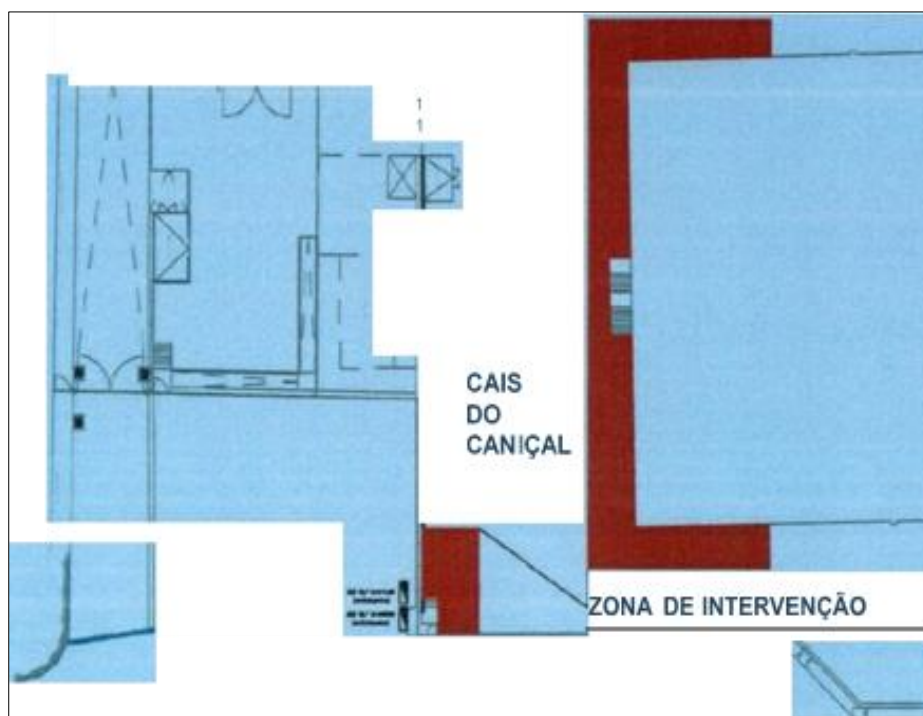 1
1
CAIS
DO
CANIÇAL
ZONA DE INTERVENÇÃO